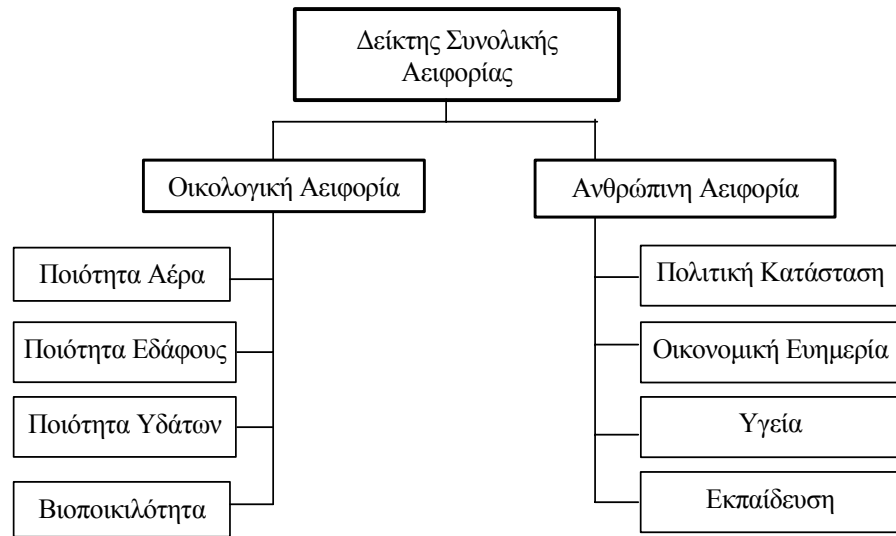 Δείκτης Συνολικής
Αειφορίας
Οικολογική Αειφορία
Ανθρώπινη Αειφορία
Ποιότητα Αέρα
Ποιότητα Εδάφους
Ποιότητα Υδάτων
Βιοποικιλότητα
Πολιτική Κατάσταση
Οικονομική Ευημερία
Υγεία
Εκπαίδευση